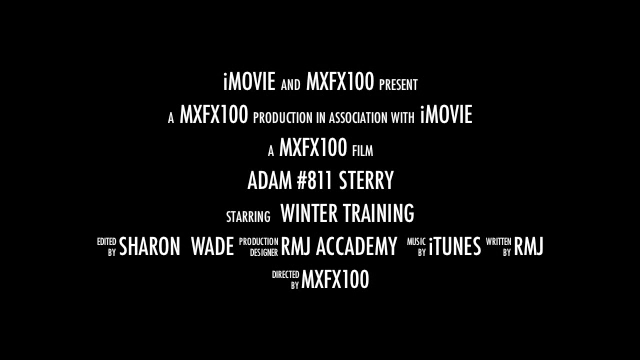 iMOVIE AND MXFX100 PRESENT
A MXFX100 PRODUCTION IN ASSOCIATION WITH iMOVIE
A MXFX100 FILM
ADAM #811 STERRY
STARRING WINTER TRAINING
EDITED BY SHARON WADE PRODUCTION DESIGNER RMJ ACCADEMY MUSIC BY iTUNES WRITTEN BY RMJ
DIRECTED BY MXFX100